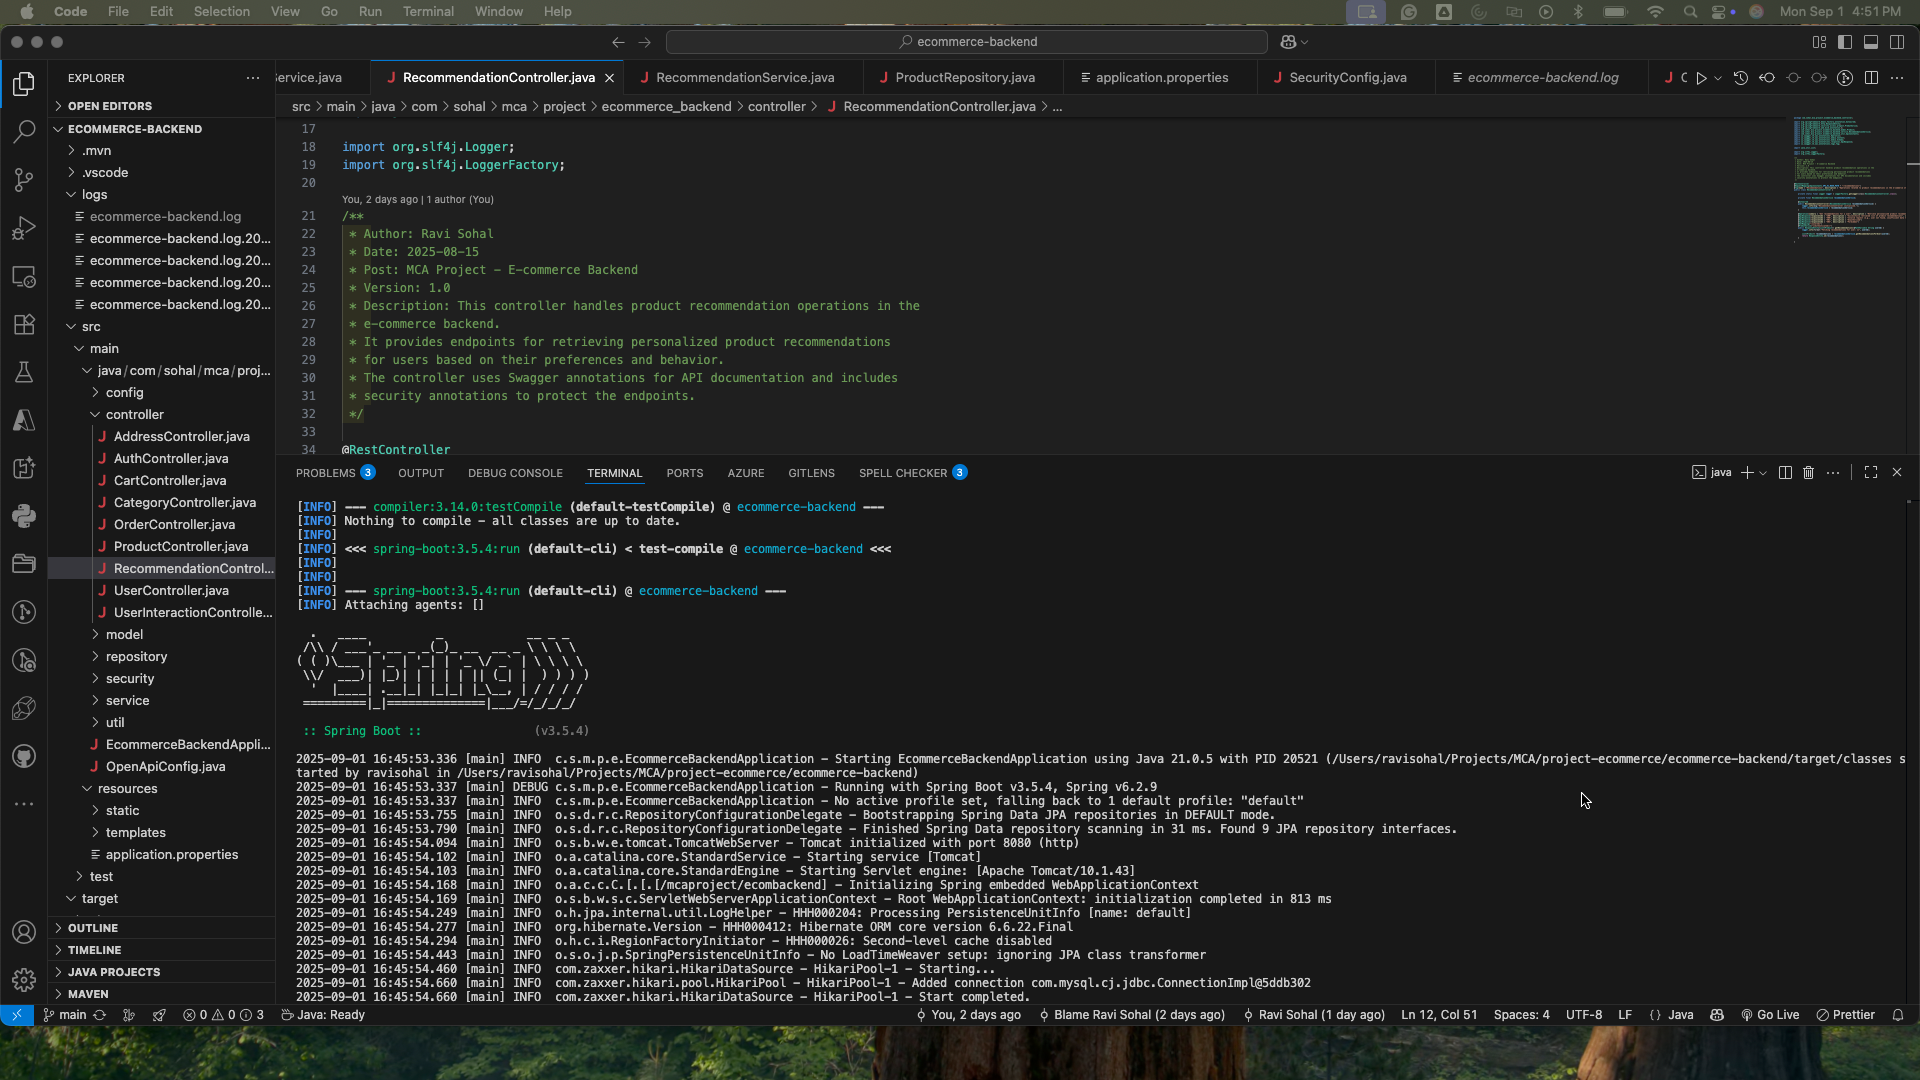 Code File Edit Selection View Go Run Terminal Window Help Mon Sep 1 4:51 PM
ecommerce-backend
EXPLORER
OPEN EDITORS
ECOMMERCE-BACKEND
.mvn
.vscode
logs
ecommerce-backend.log
ecommerce-backend.log.20...
ecommerce-backend.log.20...
ecommerce-backend.log.20...
ecommerce-backend.log.20...
src
main
java/com/sohal/mca/proj...
config
controller
AddressController.java
AuthController.java
CartController.java
CategoryController.java
OrderController.java
ProductController.java
RecommendationControl...
UserController.java
UserInteractionControlle...
model
repository
security
service
util
EcommerceBackendAppli...
OpenApiConfig.java
resources
static
templates
application.properties
test
target
OUTLINE
TIMELINE
JAVA PROJECTS
MAVEN
Service.java RecommendationController.java RecommendationService.java ProductRepository.java application.properties SecurityConfig.java ecommerce-backend.log
src > main > java > com > sohal > mca > project > ecommerce_backend > controller > RecommendationController.java > ...
17
18 import org.slf4j.Logger;
19 import org.slf4j.LoggerFactory;
20
You, 2 days ago | 1 author (You)
21 /**
22 * Author: Ravi Sohal
23 * Date: 2025-08-15
24 * Post: MCA Project - E-commerce Backend
25 * Version: 1.0
26 * Description: This controller handles product recommendation operations in the
27 * e-commerce backend.
28 * It provides endpoints for retrieving personalized product recommendations
29 * for users based on their preferences and behavior.
30 * The controller uses Swagger annotations for API documentation and includes
31 * security annotations to protect the endpoints.
32 */
33
34 @RestController
PROBLEMS 3 OUTPUT DEBUG CONSOLE TERMINAL PORTS AZURE GITLENS SPELL CHECKER 3 java
[INFO] --- compiler:3.14.0:testCompile (default-testCompile) @ ecommerce-backend ---
[INFO] Nothing to compile - all classes are up to date.
[INFO]
[INFO] <<< spring-boot:3.5.4:run (default-cli) < test-compile @ ecommerce-backend <<<
[INFO]
[INFO]
[INFO] --- spring-boot:3.5.4:run (default-cli) @ ecommerce-backend ---
[INFO] Attaching agents: []
Spring
:: Spring Boot :: (v3.5.4)
2025-09-01 16:45:53.336 [main] INFO c.s.m.p.e.EcommerceBackendApplication - Starting EcommerceBackendApplication using Java 21.0.5 with PID 20521 (/Users/ravisohal/Projects/MCA/project-ecommerce/ecommerce-backend/target/classes s
tarted by ravisohal in /Users/ravisohal/Projects/MCA/project-ecommerce/ecommerce-backend)
2025-09-01 16:45:53.337 [main] DEBUG c.s.m.p.e.EcommerceBackendApplication - Running with Spring Boot v3.5.4, Spring v6.2.9
2025-09-01 16:45:53.337 [main] INFO c.s.m.p.e.EcommerceBackendApplication - No active profile set, falling back to 1 default profile: "default"
2025-09-01 16:45:53.755 [main] INFO o.s.d.r.c.RepositoryConfigurationDelegate - Bootstrapping Spring Data JPA repositories in DEFAULT mode.
2025-09-01 16:45:53.790 [main] INFO o.s.d.r.c.RepositoryConfigurationDelegate - Finished Spring Data repository scanning in 31 ms. Found 9 JPA repository interfaces.
2025-09-01 16:45:54.094 [main] INFO o.s.b.w.e.tomcat.TomcatWebServer - Tomcat initialized with port 8080 (http)
2025-09-01 16:45:54.102 [main] INFO o.a.catalina.core.StandardService - Starting service [Tomcat]
2025-09-01 16:45:54.103 [main] INFO o.a.catalina.core.StandardEngine - Starting Servlet engine: [Apache Tomcat/10.1.43]
2025-09-01 16:45:54.168 [main] INFO o.a.c.c.C.[.[.[/mcaproject/ecombackend] - Initializing Spring embedded WebApplicationContext
2025-09-01 16:45:54.169 [main] INFO o.s.b.w.s.c.ServletWebServerApplicationContext - Root WebApplicationContext: initialization completed in 813 ms
2025-09-01 16:45:54.249 [main] INFO o.h.jpa.internal.util.LogHelper - HHH000204: Processing PersistenceUnitInfo [name: default]
2025-09-01 16:45:54.277 [main] INFO org.hibernate.Version - HHH000412: Hibernate ORM core version 6.6.22.Final
2025-09-01 16:45:54.294 [main] INFO o.h.c.i.RegionFactoryInitiator - HHH000026: Second-level cache disabled
2025-09-01 16:45:54.443 [main] INFO o.s.o.j.p.SpringPersistenceUnitInfo - No LoadTimeWeaver setup: ignoring JPA class transformer
2025-09-01 16:45:54.460 [main] INFO com.zaxxer.hikari.HikariDataSource - HikariPool-1 - Starting...
2025-09-01 16:45:54.660 [main] INFO com.zaxxer.hikari.pool.HikariPool - HikariPool-1 - Added connection com.mysql.cj.jdbc.ConnectionImpl@5ddb302
2025-09-01 16:45:54.660 [main] INFO com.zaxxer.hikari.HikariDataSource - HikariPool-1 - Start completed.
main 0 0 3 Java: Ready You, 2 days ago Blame Ravi Sohal (2 days ago) Ravi Sohal (1 day ago) Ln 12, Col 51 Spaces: 4 UTF-8 LF {} Java Go Live Prettier